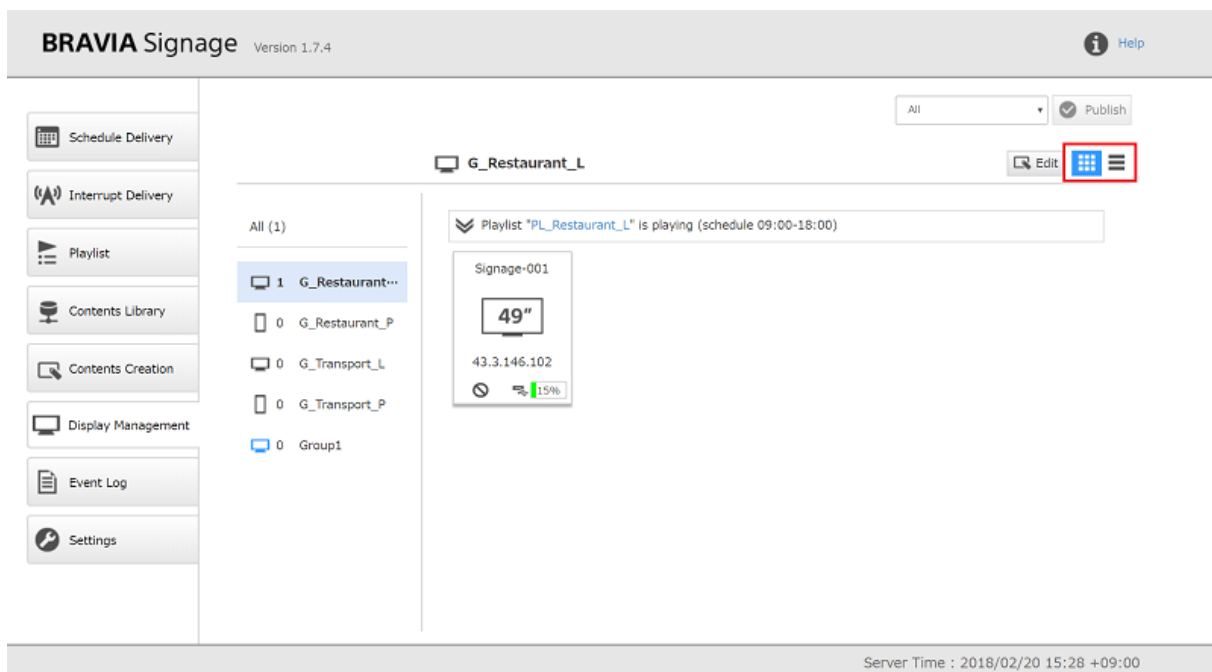 BRAVIA Signage Version 1.7.4
Help
All
Publish
Schedule Delivery
Interrupt Delivery
Playlist
Contents Library
Contents Creation
Display Management
Event Log
Settings
G_Restaurant_L
Edit
All (1)
1 G_Restaurant···
0 G_Restaurant_P
0 G_Transport_L
0 G_Transport_P
0 Group1
Playlist "PL_Restaurant_L" is playing (schedule 09:00-18:00)
Signage-001
49"
43.3.146.102
15%
Server Time : 2018/02/20 15:28 +09:00